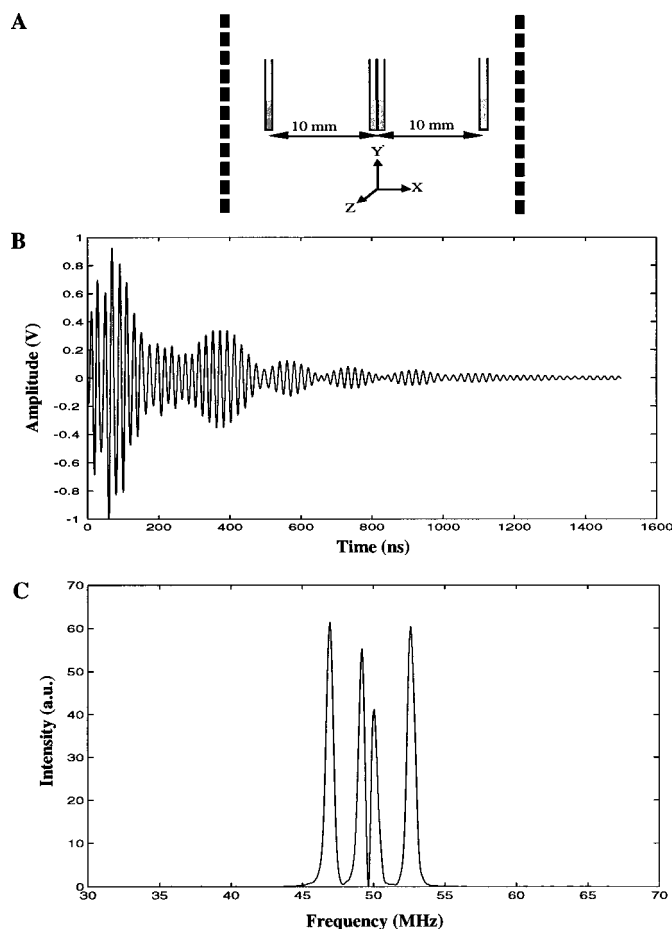 A
10 mm 10 mm
Y
X
Z
B
1
0.8
0.6
0.4
0.2
0
-0.2
-0.4
-0.6
-0.8
-1
Amplitude (V)
0 200 400 600 800 1000 1200 1400 1600
Time (ns)
C
70
60
50
40
30
20
10
0
Intensity (a.u.)
30 35 40 45 50 55 60 65 70
Frequency (MHz)